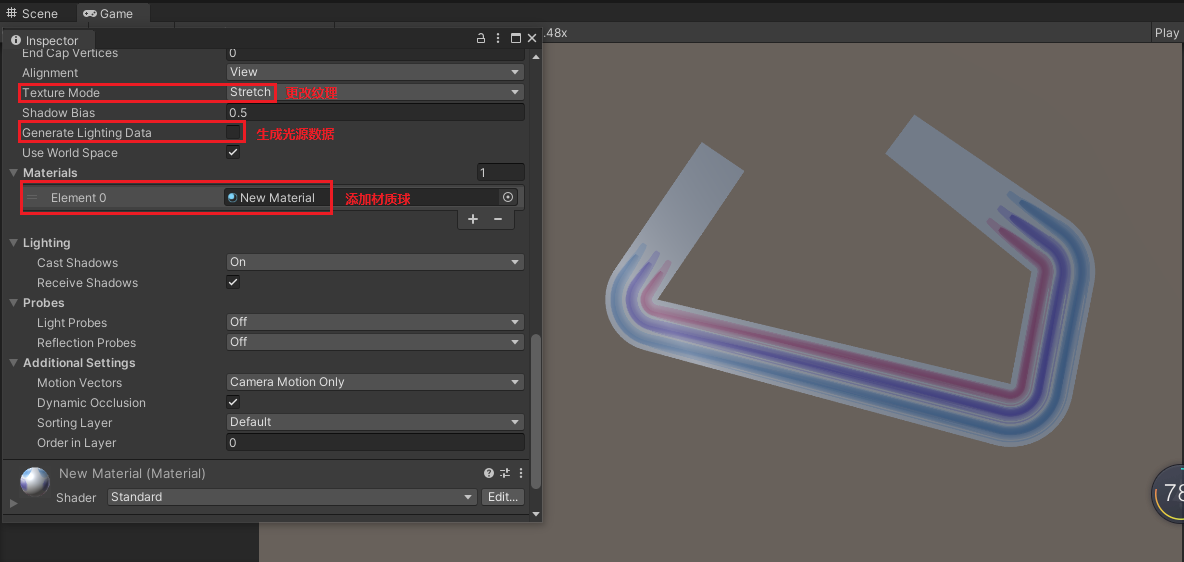 Scene Game
Inspector
.48x
Play
End Cap Vertices 0
Alignment View
Texture Mode Stretch 更改纹理
Shadow Bias 0.5
Generate Lighting Data 生成光源数据
Use World Space
Materials 1
Element 0 New Material 添加材质球
+ −
Lighting
Cast Shadows On
Receive Shadows
Probes
Light Probes Off
Reflection Probes Off
Additional Settings
Motion Vectors Camera Motion Only
Dynamic Occlusion
Sorting Layer Default
Order in Layer 0
New Material (Material)
Shader Standard Edit...
78